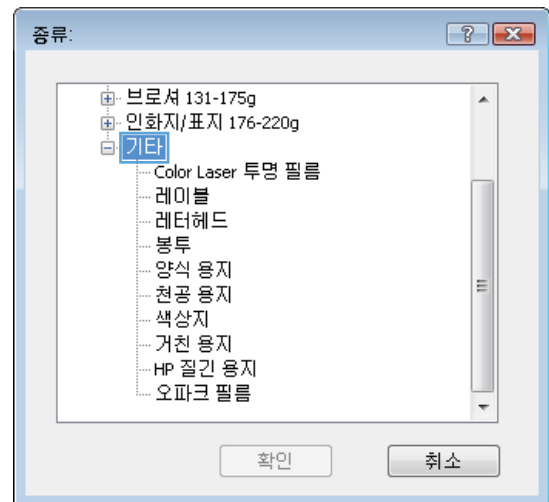 종류:
브로셔 131-175g
인화지/표지 176-220g
기타
Color Laser 투명 필름
레이블
레터헤드
봉투
양식 용지
천공 용지
색상지
거친 용지
HP 질긴 용지
오파크 필름
확인
취소